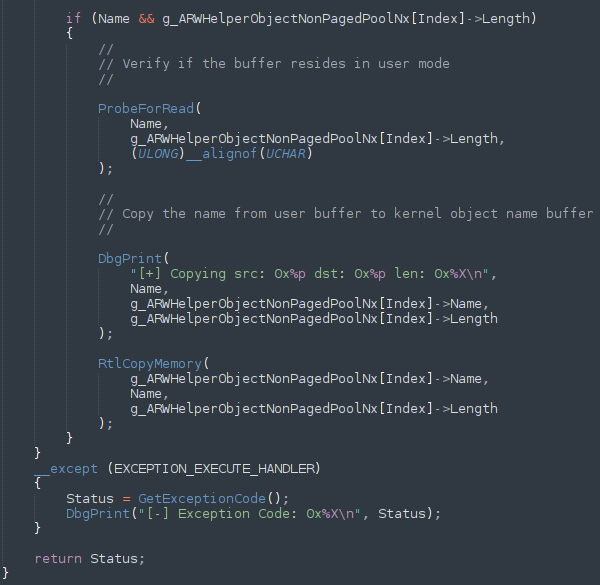 if (Name && g_ARWHelperObjectNonPagedPoolNx[Index]->Length)
{
//
// Verify if the buffer resides in user mode
//
ProbeForRead(
Name,
g_ARWHelperObjectNonPagedPoolNx[Index]->Length,
(ULONG)__alignof(UCHAR)
);
//
// Copy the name from user buffer to kernel object name buffer
//
DbgPrint(
"[+] Copying src: 0x%p dst: 0x%p len: 0x%X\n",
Name,
g_ARWHelperObjectNonPagedPoolNx[Index]->Name,
g_ARWHelperObjectNonPagedPoolNx[Index]->Length
);
RtlCopyMemory(
g_ARWHelperObjectNonPagedPoolNx[Index]->Name,
Name,
g_ARWHelperObjectNonPagedPoolNx[Index]->Length
);
}
}
__except (EXCEPTION_EXECUTE_HANDLER)
{
Status = GetExceptionCode();
DbgPrint("[-] Exception Code: 0x%X\n", Status);
}
return Status;
}